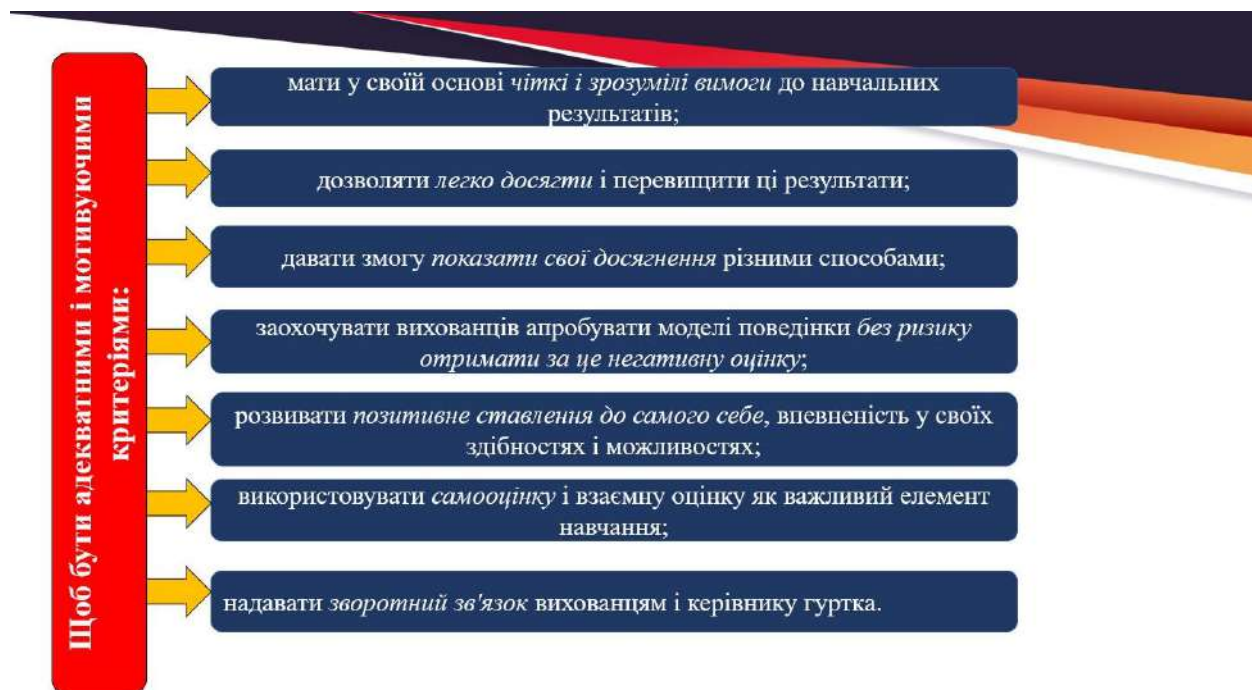 Щоб бути адекватними і мотивуючими
критеріями:
мати у своїй основі чіткі і зрозумілі вимоги до навчальних
результатів;
дозволяти легко досягти і перевищити ці результати;
давати змогу показати свої досягнення різними способами;
заохочувати вихованців апробувати моделі поведінки без ризику
отримати за це негативну оцінку;
розвивати позитивне ставлення до самого себе, впевненість у своїх
здібностях і можливостях;
використовувати самооцінку і взаємну оцінку як важливий елемент
навчання;
надавати зворотний зв'язок вихованцям і керівнику гуртка.